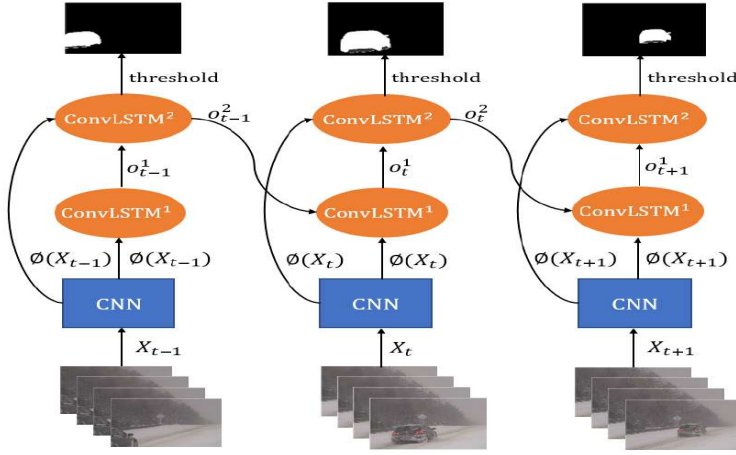 threshold threshold threshold
ConvLSTM² o²ₜ₋₁ ConvLSTM² o²ₜ ConvLSTM²
o¹ₜ₋₁ o¹ₜ o¹ₜ₊₁
ConvLSTM¹ ConvLSTM¹ ConvLSTM¹
∅(Xₜ₋₁) ∅(Xₜ₋₁) ∅(Xₜ) ∅(Xₜ) ∅(Xₜ₊₁) ∅(Xₜ₊₁)
CNN CNN CNN
Xₜ₋₁ Xₜ Xₜ₊₁